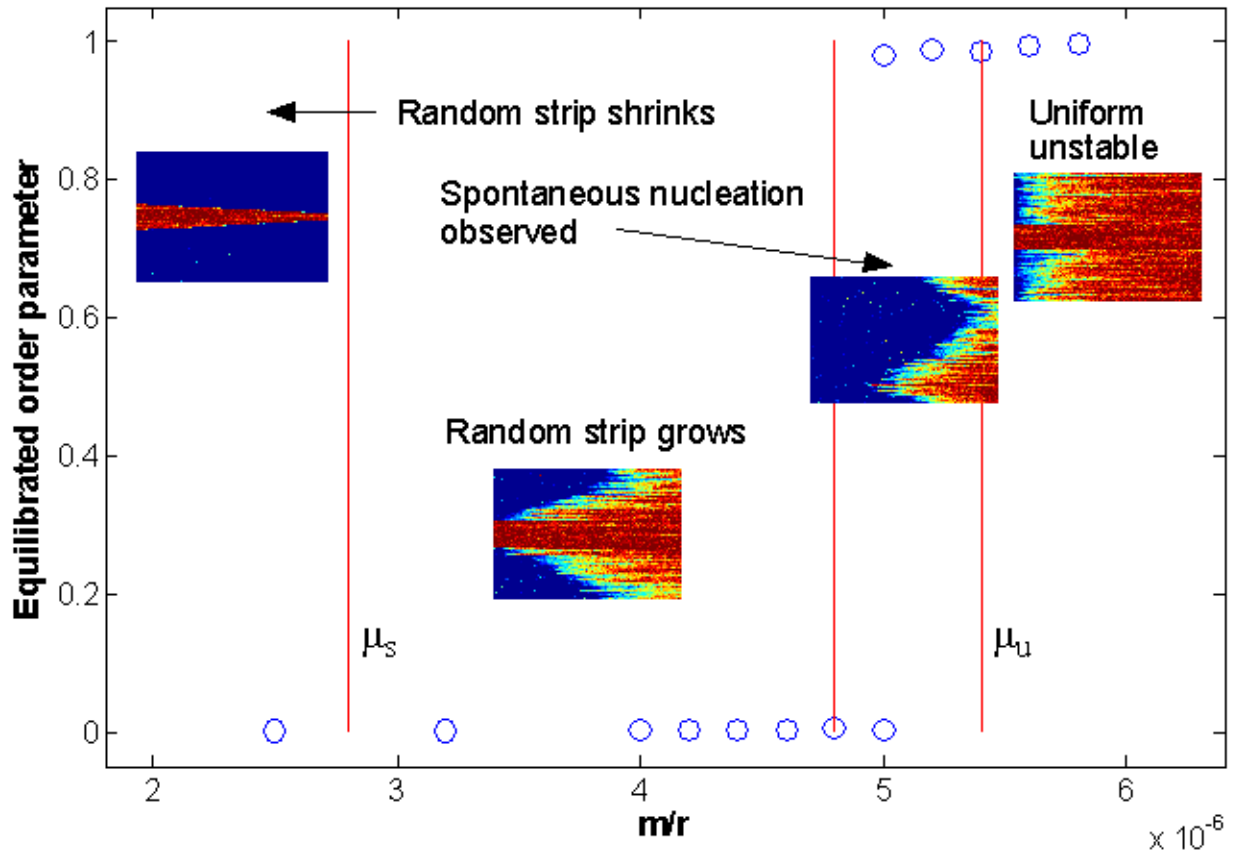 1
0.8
0.6
0.4
0.2
0
Equilibrated order parameter
Random strip shrinks
Uniform
unstable
Spontaneous nucleation
observed
Random strip grows
μs
μu
2
3
4
5
6
m/r
x 10-6